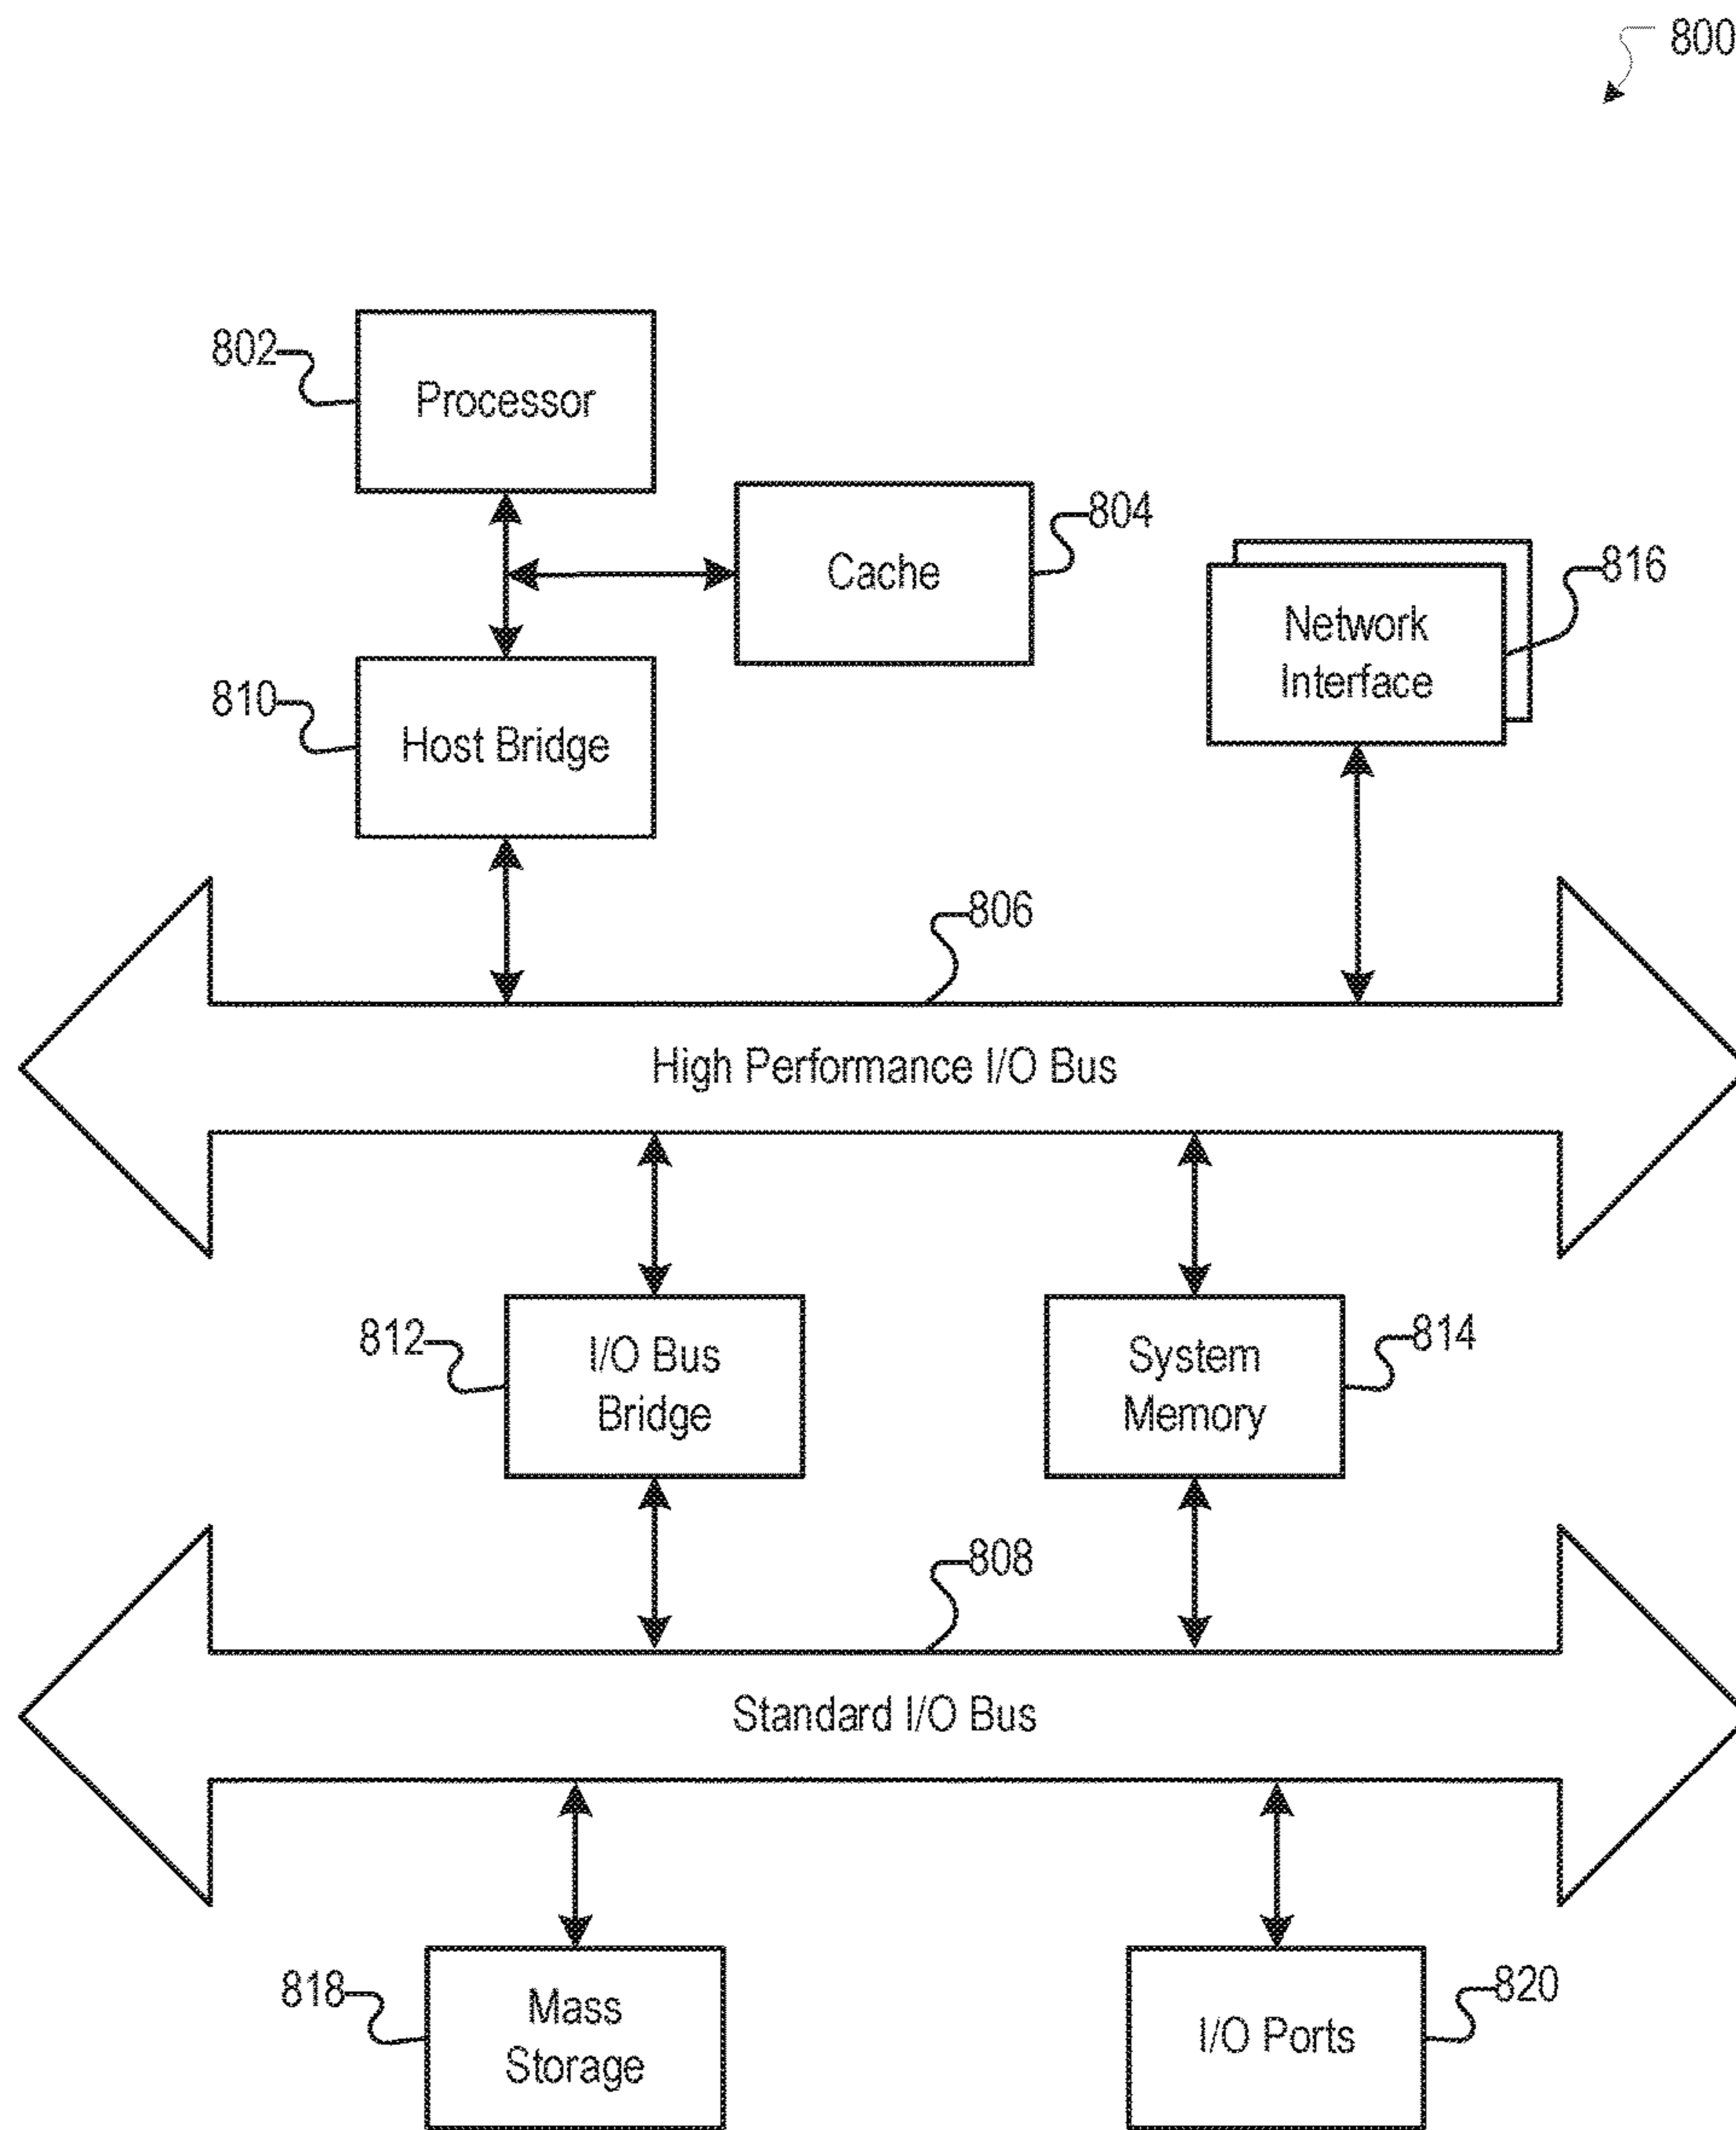 800
802
Processor
804
Cache
816
Network
Interface
810
Host Bridge
806
High Performance I/O Bus
812
I/O Bus
Bridge
814
System
Memory
808
Standard I/O Bus
818
Mass
Storage
820
I/O Ports